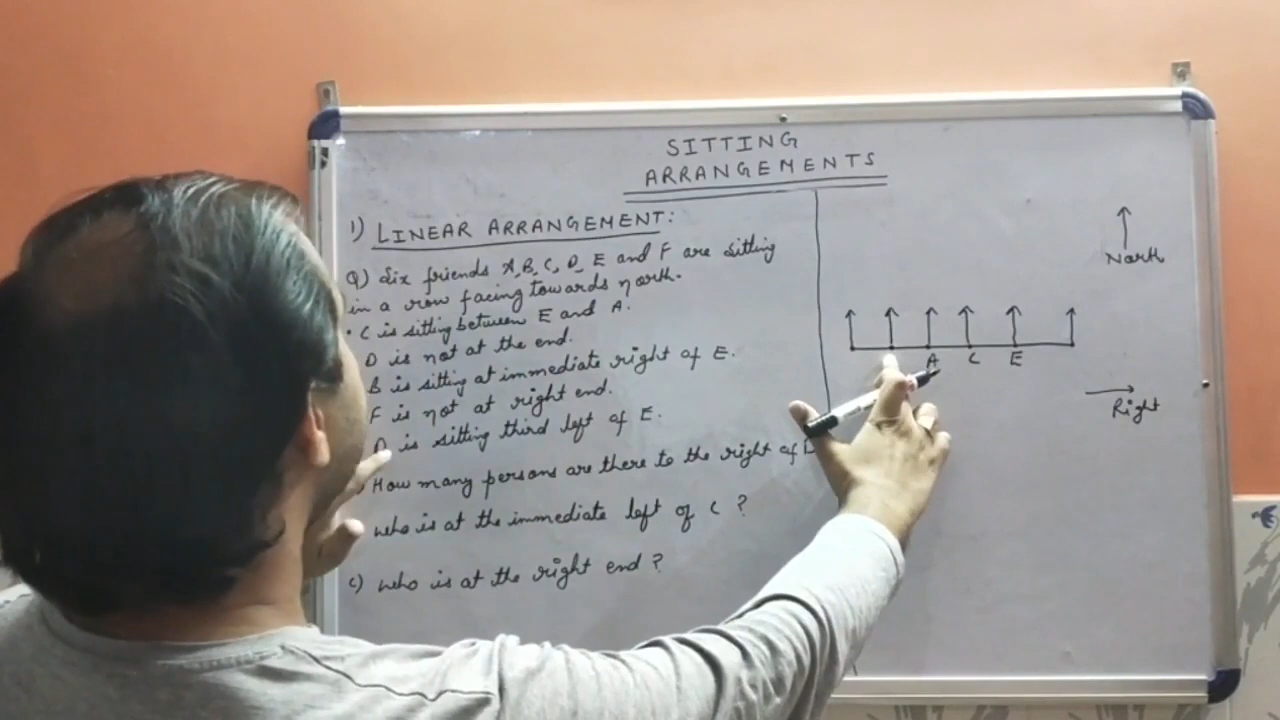 SITTING
ARRANGEMENTS
1) LINEAR ARRANGEMENT:
Q) Six friends A, B, C, D, E and F are sitting
in a row facing towards north.
• C is sitting between E and A.
D is not at the end.
B is sitting at immediate right of E.
F is not at right end.
D is sitting third left of E.
How many persons are there to the right of D
who is at the immediate left of C ?
c) who is at the right end ?
North
A C E
Right